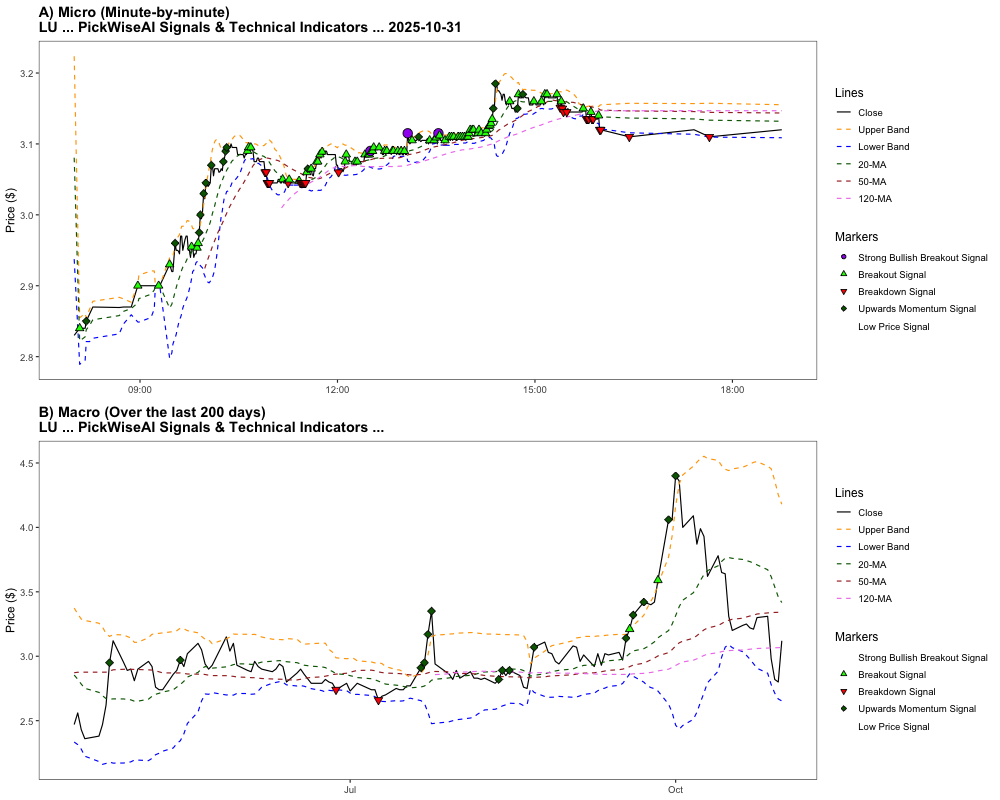 A) Micro (Minute-by-minute)
LU ... PickWiseAI Signals & Technical Indicators ... 2025-10-31
Price ($)
3.2
3.1
3.0
2.9
2.8
09:00
12:00
15:00
18:00
Lines
Close
Upper Band
Lower Band
20-MA
50-MA
120-MA
Markers
Strong Bullish Breakout Signal
Breakout Signal
Breakdown Signal
Upwards Momentum Signal
Low Price Signal
B) Macro (Over the last 200 days)
LU ... PickWiseAI Signals & Technical Indicators ...
Price ($)
4.5
4.0
3.5
3.0
2.5
Jul
Oct
Lines
Close
Upper Band
Lower Band
20-MA
50-MA
120-MA
Markers
Strong Bullish Breakout Signal
Breakout Signal
Breakdown Signal
Upwards Momentum Signal
Low Price Signal